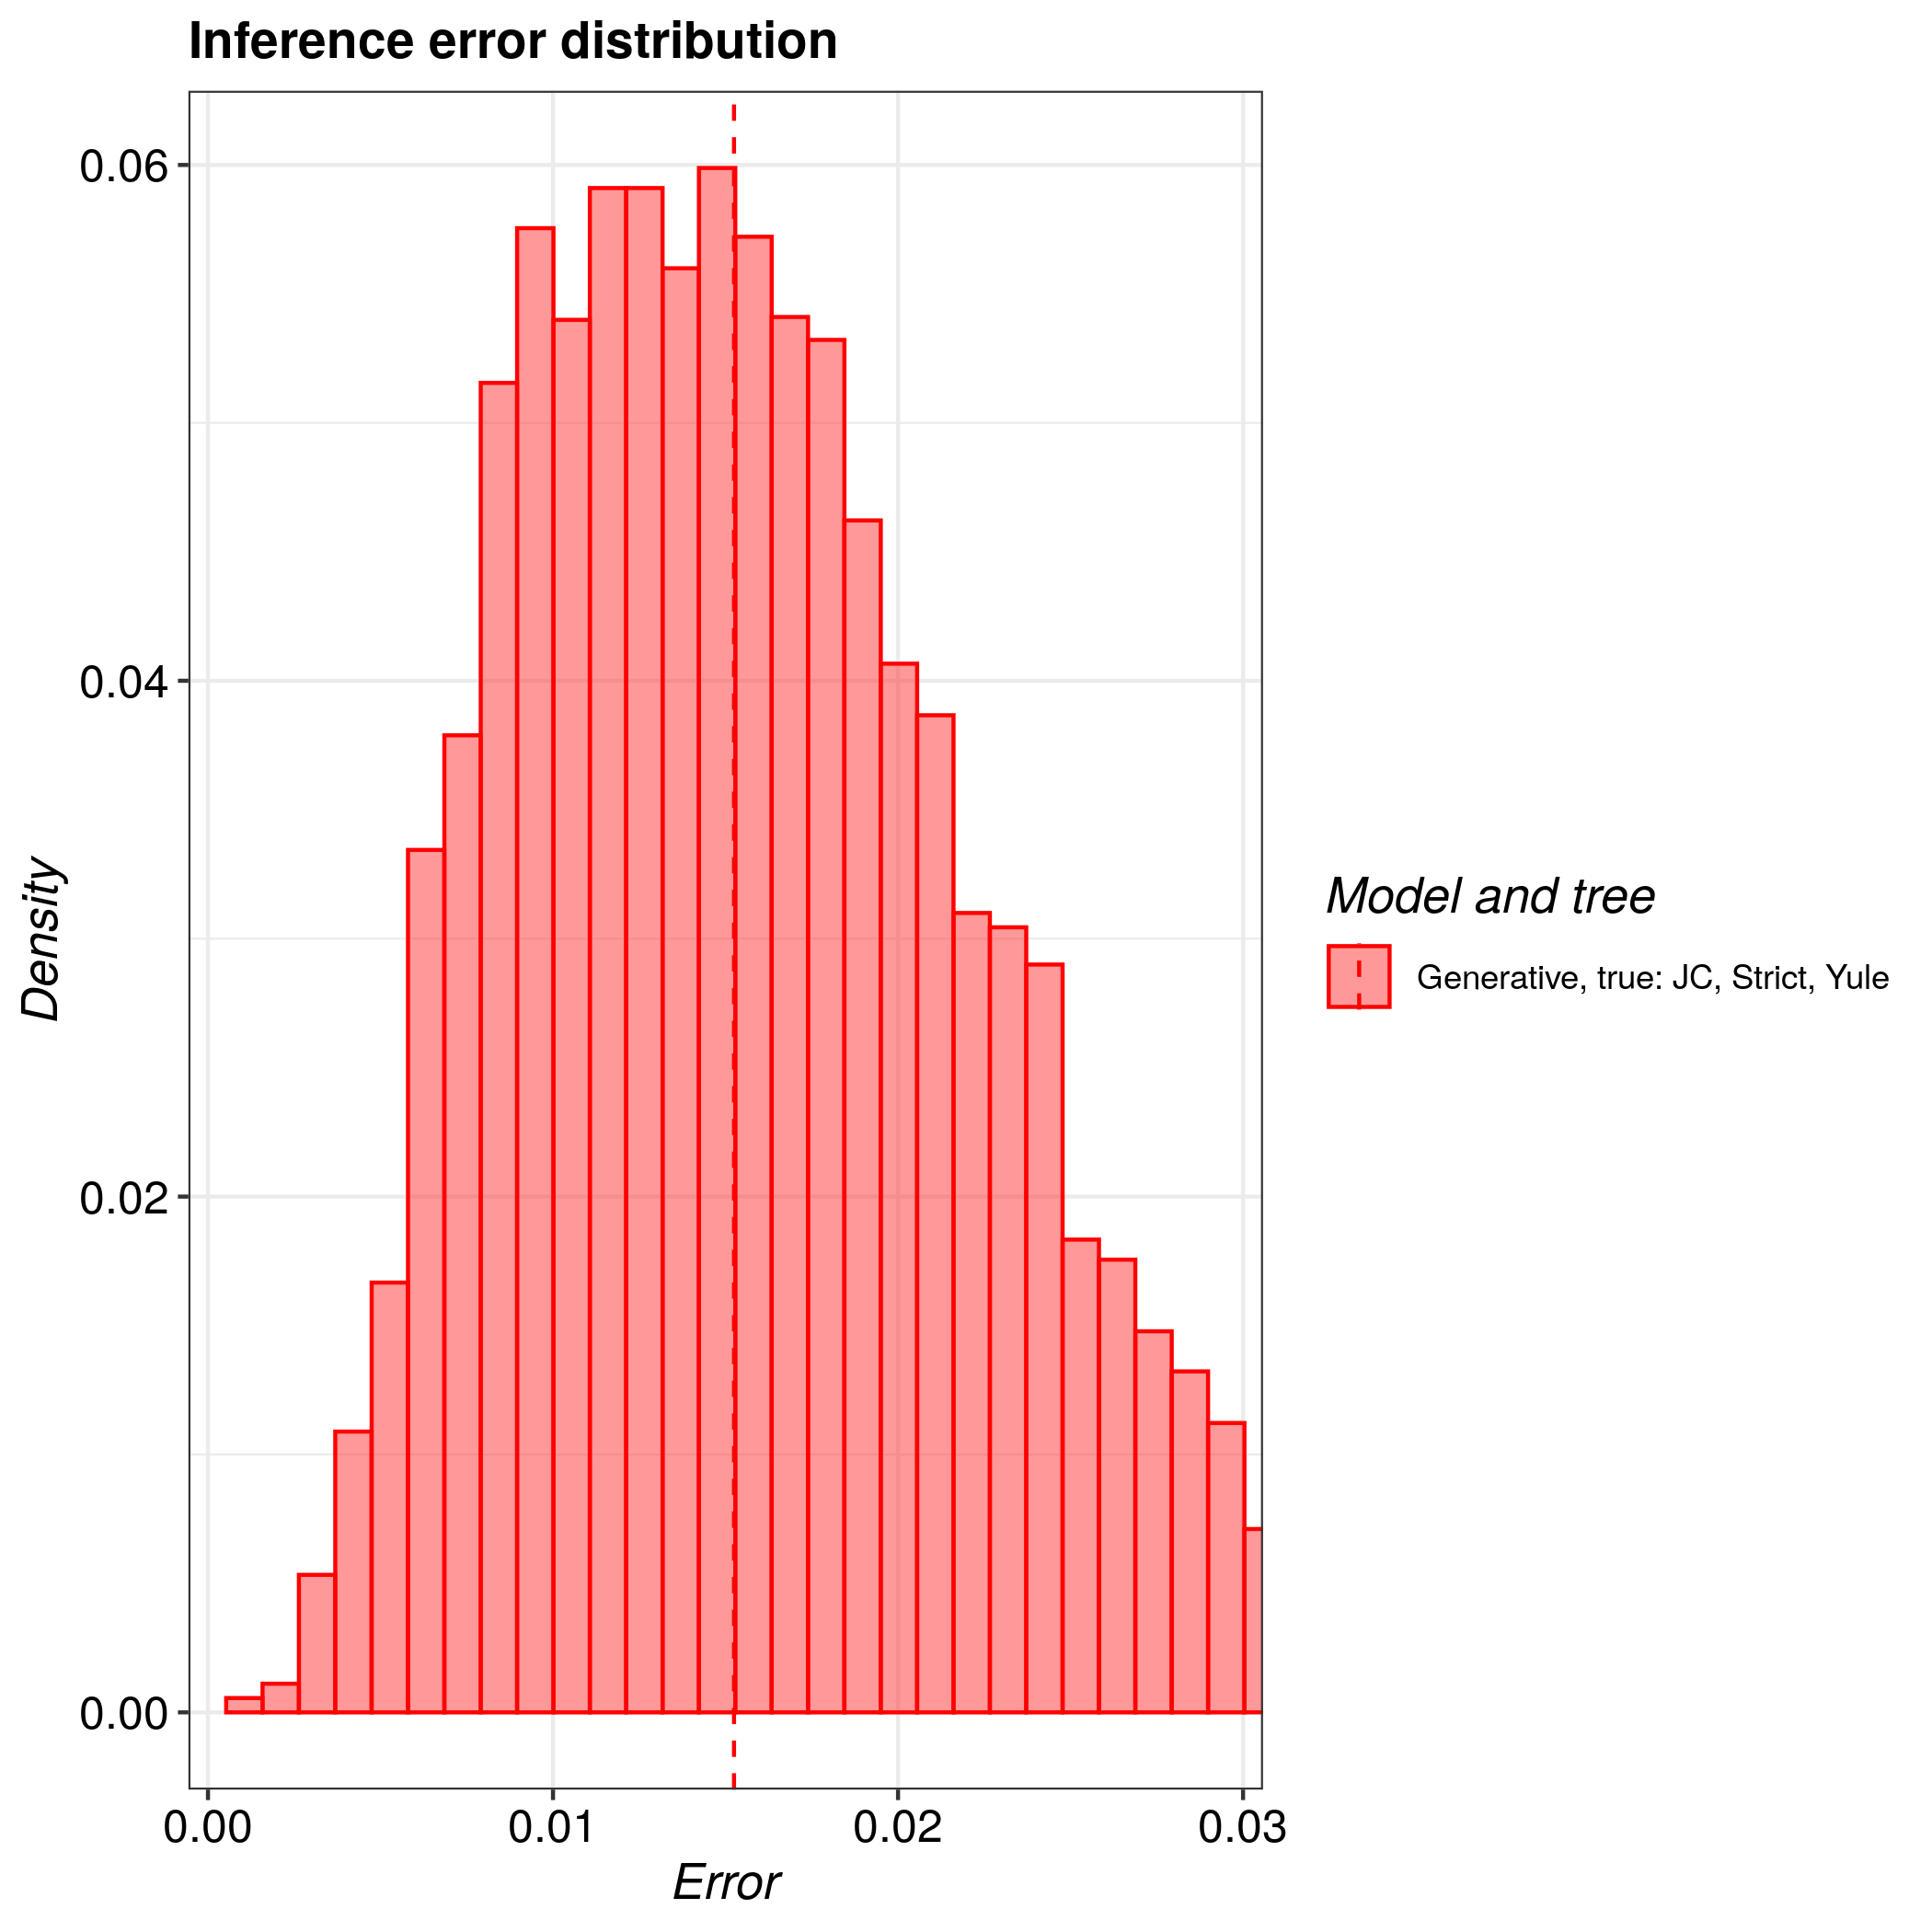 Inference error distribution
0.06
0.04
0.02
0.00
Density
0.00 0.01 0.02 0.03
Error
Model and tree
Generative, true: JC, Strict, Yule